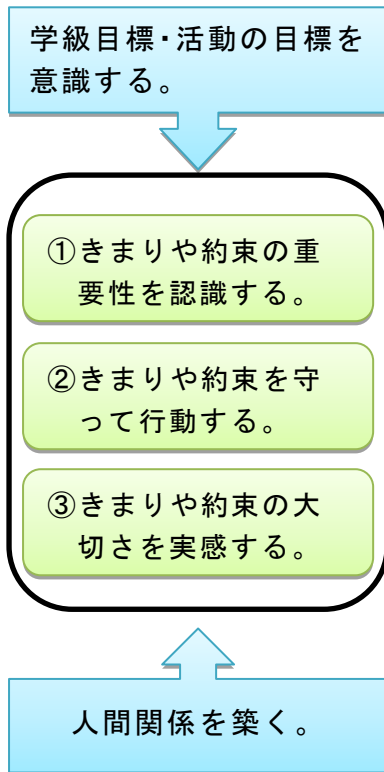 学級目標・活動の目標を
意識する。
①きまりや約束の重
要性を認識する。
②きまりや約束を守
って行動する。
③きまりや約束の大
切さを実感する。
人間関係を築く。